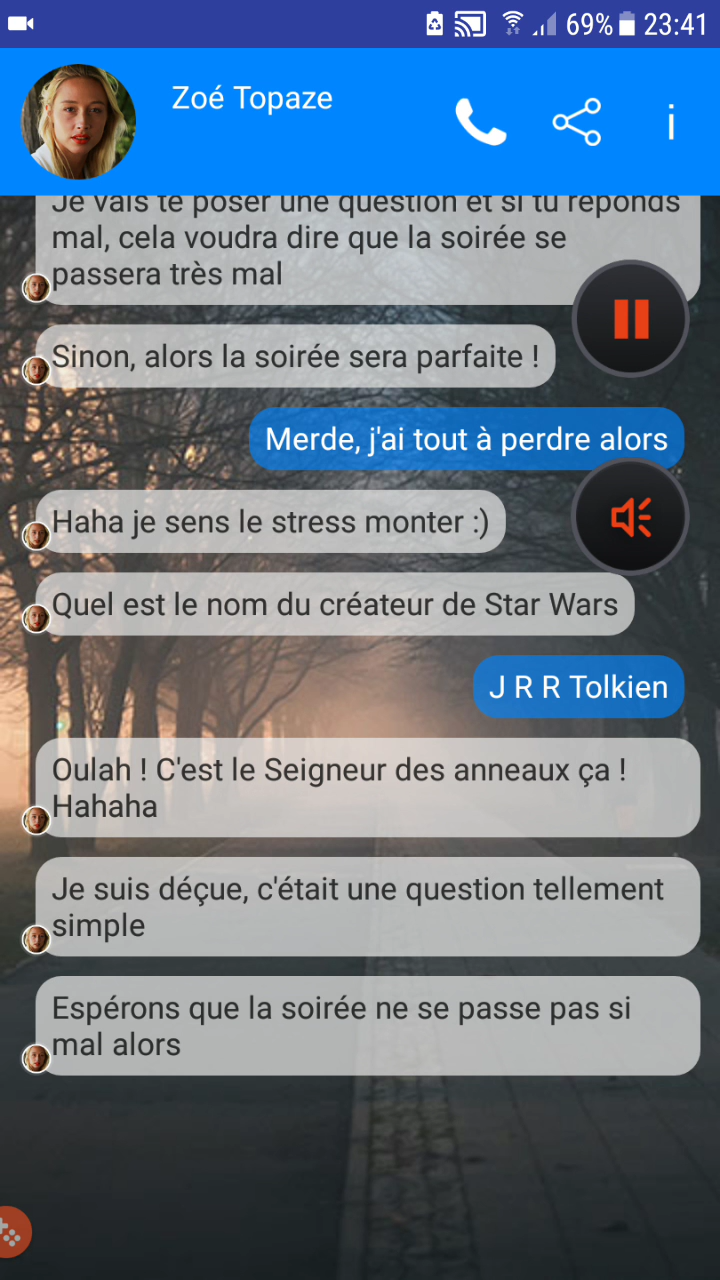 69% 23:41
Zoé Topaze
i
Je vais te poser une question et si tu réponds
mal, cela voudra dire que la soirée se
passera très mal
Sinon, alors la soirée sera parfaite !
Merde, j'ai tout à perdre alors
Haha je sens le stress monter :)
Quel est le nom du créateur de Star Wars
J R R Tolkien
Oulah ! C'est le Seigneur des anneaux ça !
Hahaha
Je suis déçue, c'était une question tellement
simple
Espérons que la soirée ne se passe pas si
mal alors